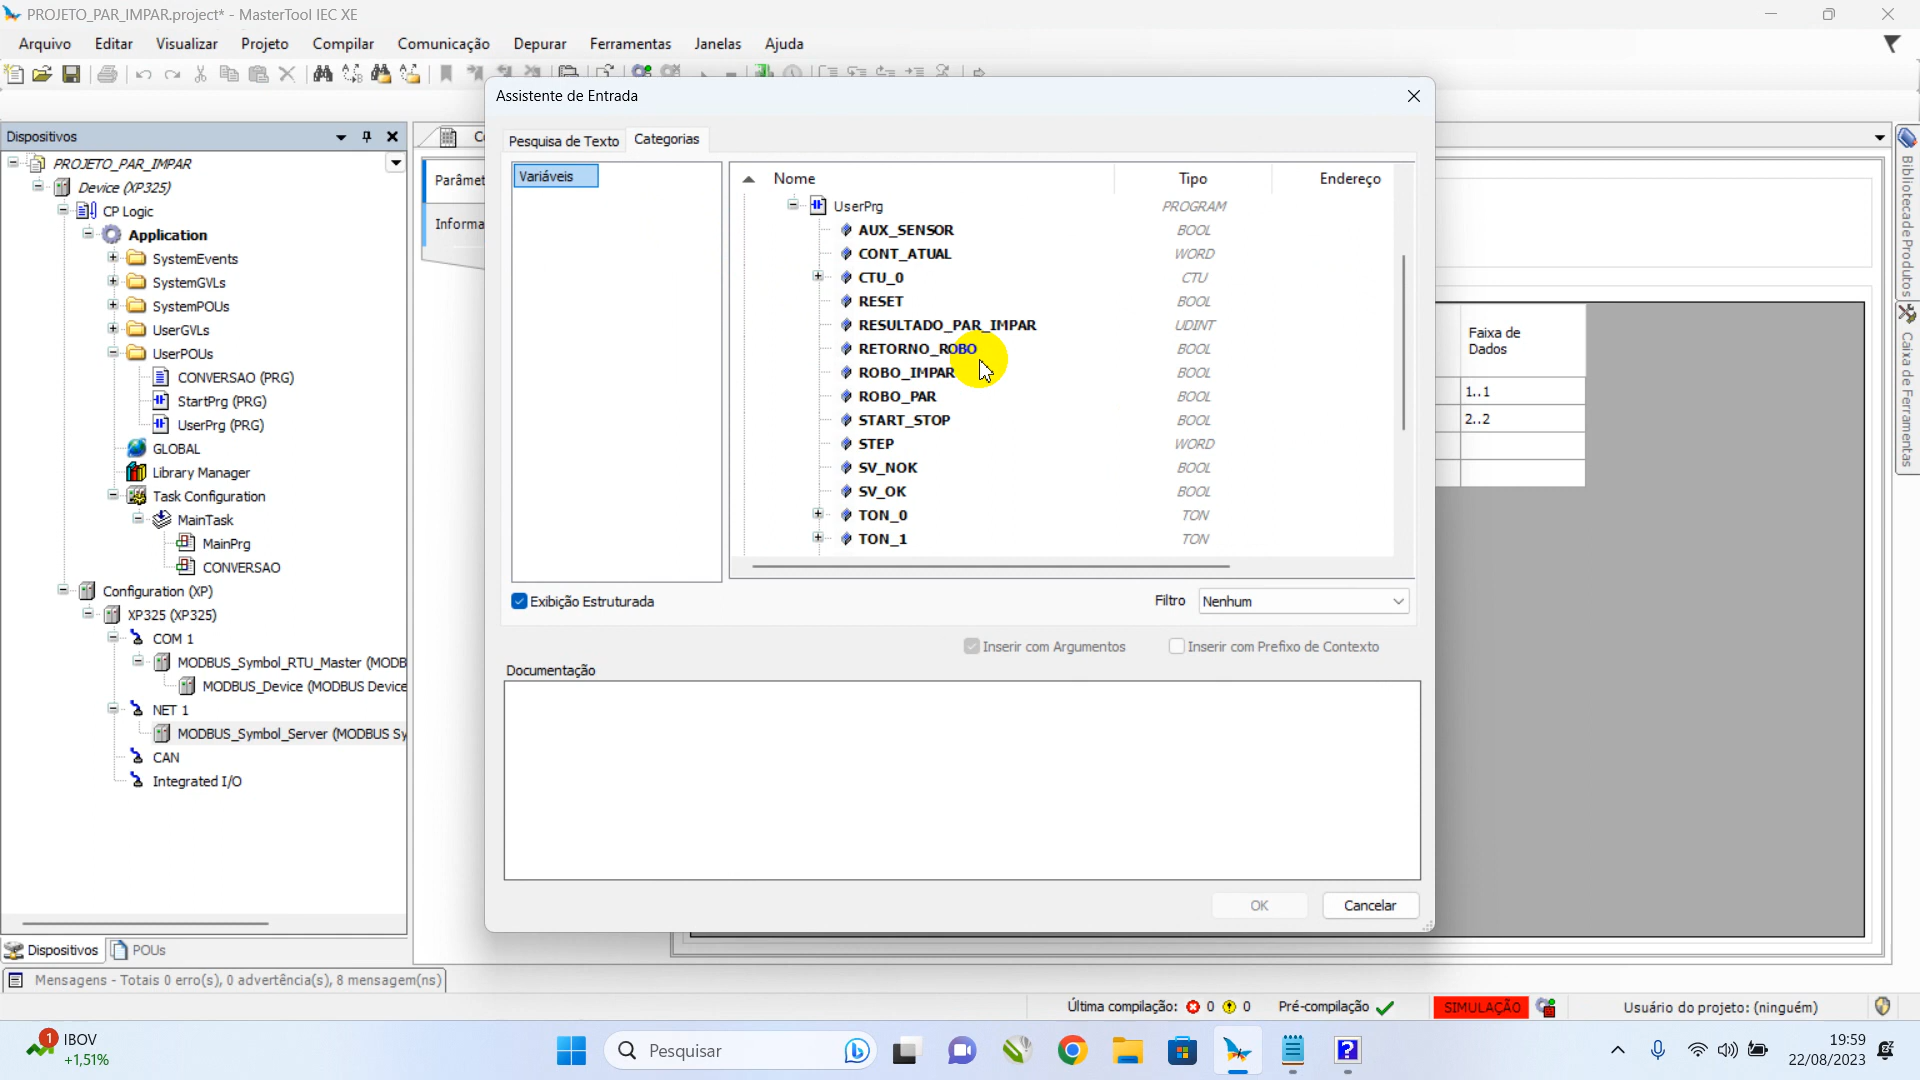 PROJETO_PAR_IMPAR.project* - MasterTool IEC XE
Arquivo Editar Visualizar Projeto Compilar Comunicação Depurar Ferramentas Janelas Ajuda
Assistente de Entrada
Dispositivos
PROJETO_PAR_IMPAR
Device (XP325)
CP Logic
Application
SystemEvents
SystemGVLs
SystemPOUs
UserGVLs
UserPOUs
CONVERSAO (PRG)
StartPrg (PRG)
UserPrg (PRG)
GLOBAL
Library Manager
Task Configuration
MainTask
MainPrg
CONVERSAO
Configuration (XP)
XP325 (XP325)
COM 1
MODBUS_Symbol_RTU_Master (MODB
MODBUS_Device (MODBUS Device
NET 1
MODBUS_Symbol_Server (MODBUS Sy
CAN
Integrated I/O
Dispositivos POUs
Parâmet
Informa
Pesquisa de Texto Categorias
Variáveis
Nome Tipo Endereço
UserPrg PROGRAM
AUX_SENSOR BOOL
CONT_ATUAL WORD
CTU_0 CTU
RESET BOOL
RESULTADO_PAR_IMPAR UDINT
RETORNO_ROBO BOOL
ROBO_IMPAR BOOL
ROBO_PAR BOOL
START_STOP BOOL
STEP WORD
SV_NOK BOOL
SV_OK BOOL
TON_0 TON
TON_1 TON
Exibição Estruturada
Filtro Nenhum
Inserir com Argumentos Inserir com Prefixo de Contexto
Documentação
OK Cancelar
Faixa de
Dados
1..1
2..2
Biblioteca de Produtos
Caixa de Ferramentas
Mensagens - Totais 0 erro(s), 0 advertência(s), 8 mensagem(ns)
Última compilação: 0 0 Pré-compilação SIMULAÇÃO Usuário do projeto: (ninguém)
1
IBOV
+1,51%
Pesquisar
19:59
22/08/2023